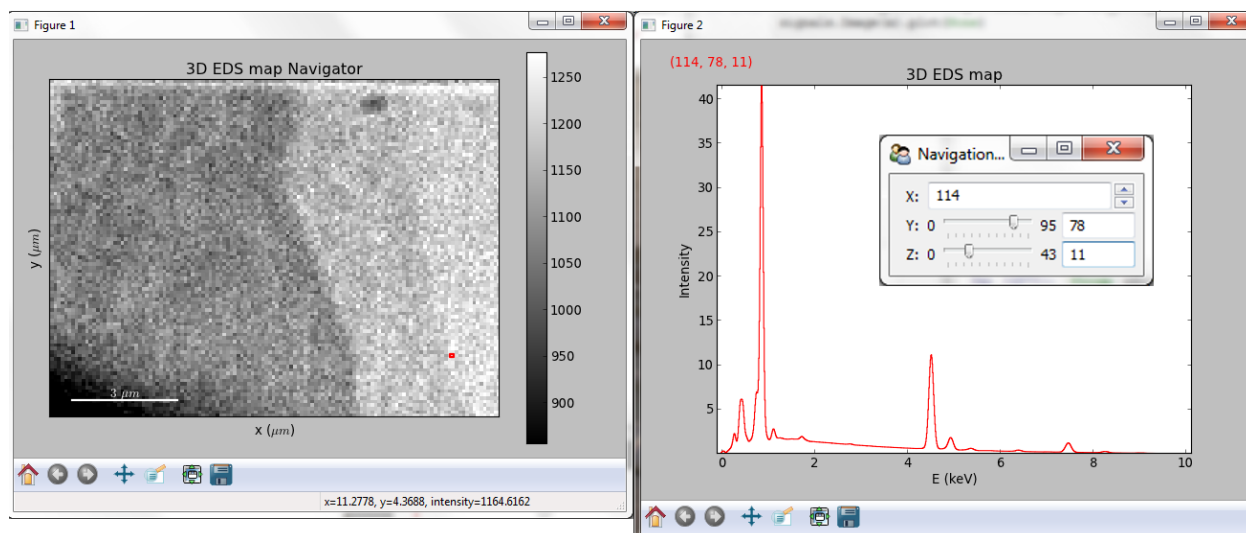 Figure 1
3D EDS map Navigator
y (μm)
3 μm
x (μm)
1250
1200
1150
1100
1050
1000
950
900
x=11.2778, y=4.3688, intensity=1164.6162
Figure 2
(114, 78, 11)
3D EDS map
Intensity
40
35
30
25
20
15
10
5
0 2 4 6 8 10
E (keV)
Navigation...
X: 114
Y: 0 95 78
Z: 0 43 11